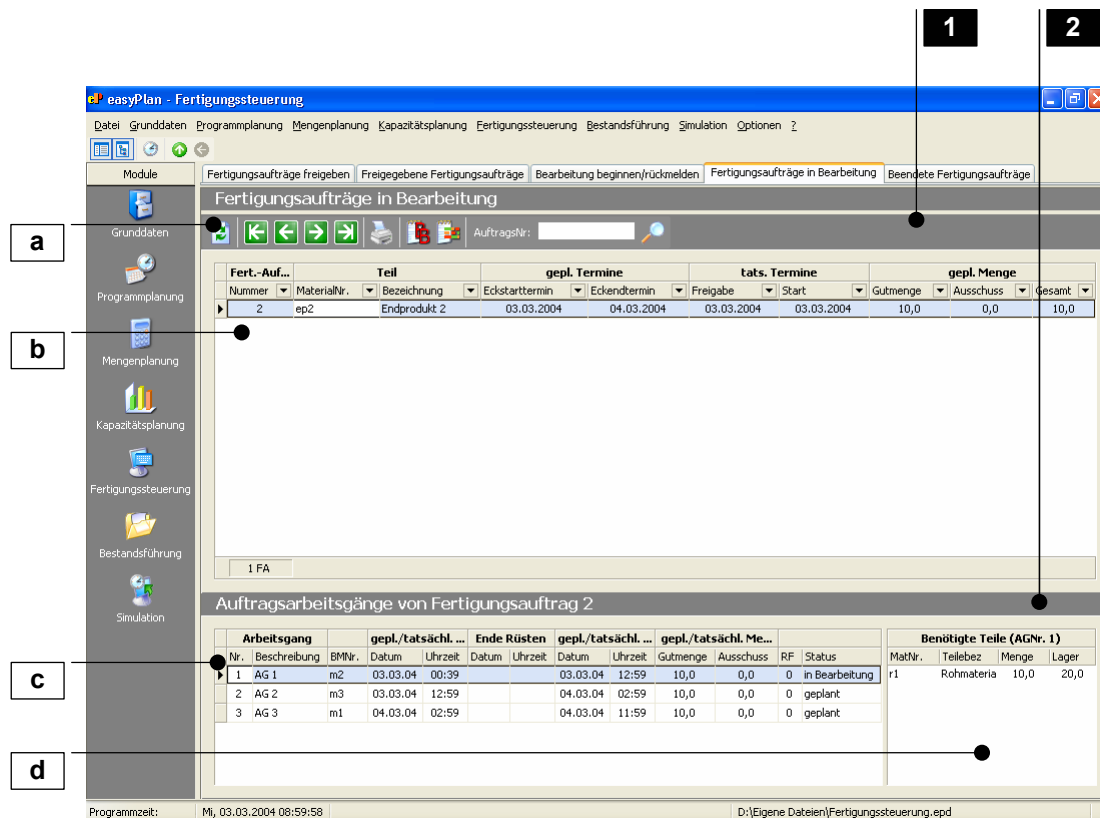 1 2
easyPlan - Fertigungssteuerung
Datei Grunddaten Programmplanung Mengenplanung Kapazitätsplanung Fertigungssteuerung Bestandsführung Simulation Optionen ?
Module
Fertigungsaufträge freigeben Freigegebene Fertigungsaufträge Bearbeitung beginnen/rückmelden Fertigungsaufträge in Bearbeitung Beendete Fertigungsaufträge
Fertigungsaufträge in Bearbeitung
a
Grunddaten
AuftragsNr:
Fert.-Auf... Teil gepl. Termine tats. Termine gepl. Menge
Nummer MaterialNr. Bezeichnung Eckstarttermin Eckendtermin Freigabe Start Gutmenge Ausschuss Gesamt
2 ep2 Endprodukt 2 03.03.2004 04.03.2004 03.03.2004 03.03.2004 10,0 0,0 10,0
Programmplanung
b
Mengenplanung
Kapazitätsplanung
Fertigungssteuerung
Bestandsführung
1 FA
Auftragsarbeitsgänge von Fertigungsauftrag 2
Simulation
Arbeitsgang gepl./tatsächl. ... Ende Rüsten gepl./tatsächl. ... gepl./tatsächl. Me... Benötigte Teile (AGNr. 1)
Nr. Beschreibung BMNr. Datum Uhrzeit Datum Uhrzeit Datum Uhrzeit Gutmenge Ausschuss RF Status MatNr. Teilebez Menge Lager
1 AG 1 m2 03.03.04 00:39 03.03.04 12:59 10,0 0,0 0 in Bearbeitung r1 Rohmateria 10,0 20,0
c
2 AG 2 m3 03.03.04 12:59 04.03.04 02:59 10,0 0,0 0 geplant
3 AG 3 m1 04.03.04 02:59 04.03.04 11:59 10,0 0,0 0 geplant
d
Programmzeit: Mi, 03.03.2004 08:59:58 D:\Eigene Dateien\Fertigungssteuerung.epd